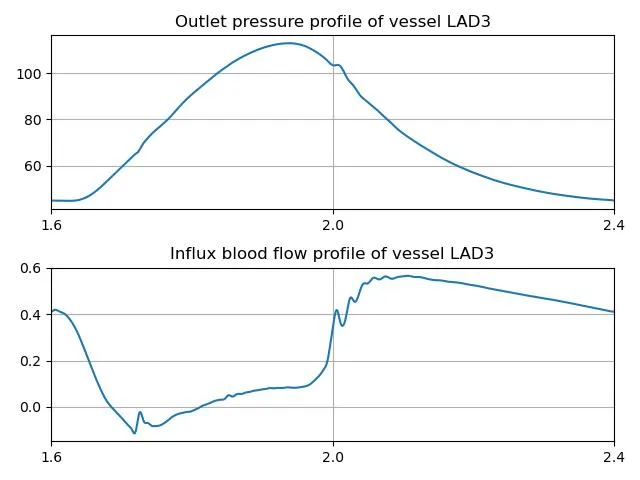 Outlet pressure profile of vessel LAD3
100
80
60
1.6 2.0 2.4
Influx blood flow profile of vessel LAD3
0.6
0.4
0.2
0.0
1.6 2.0 2.4